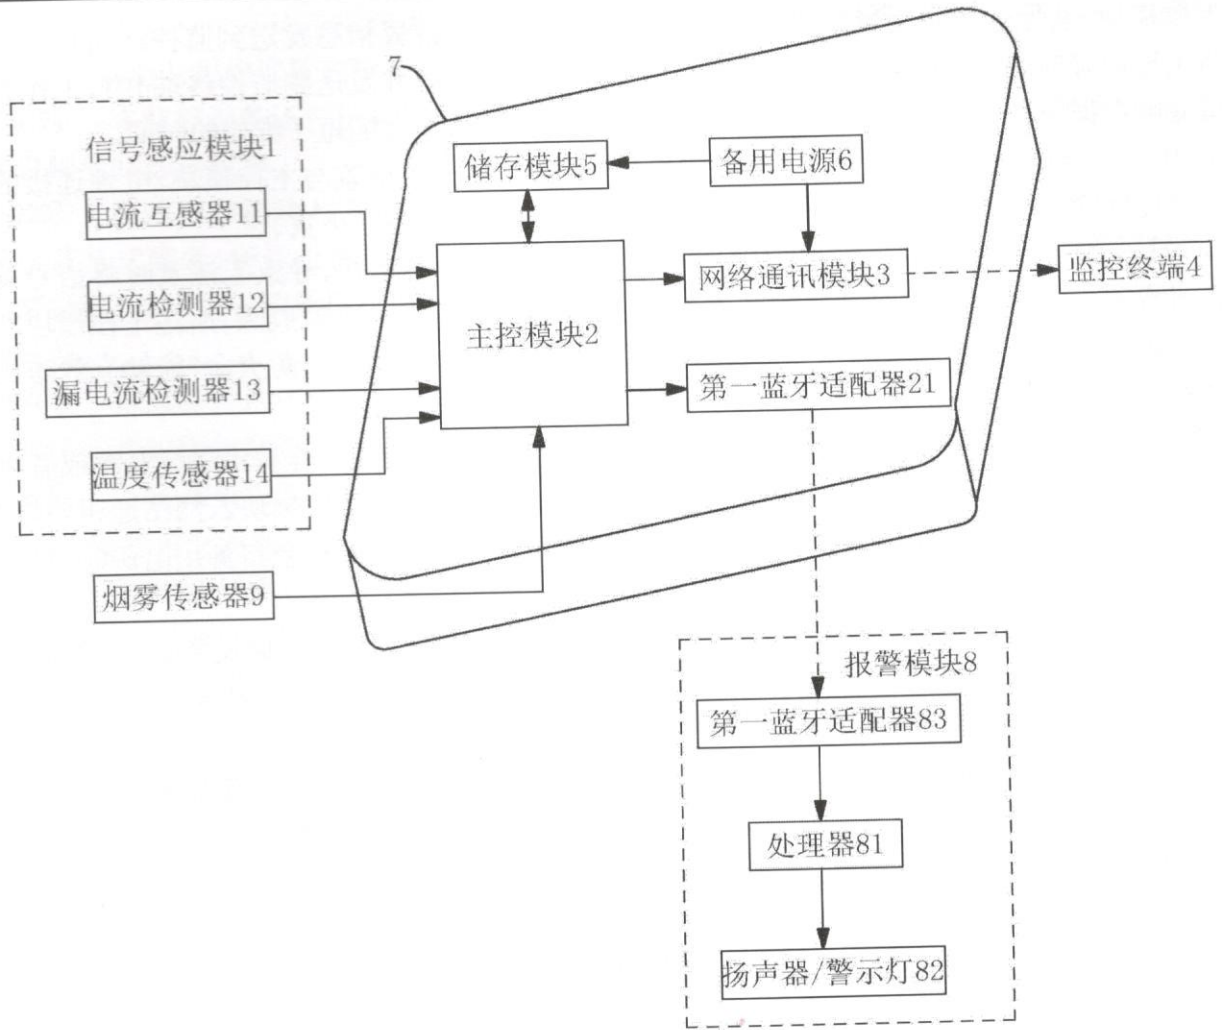 7
信号感应模块1
储存模块5
备用电源6
电流互感器11
网络通讯模块3
监控终端4
电流检测器12
主控模块2
漏电流检测器13
第一蓝牙适配器21
温度传感器14
烟雾传感器9
报警模块8
第一蓝牙适配器83
处理器81
扬声器/警示灯82